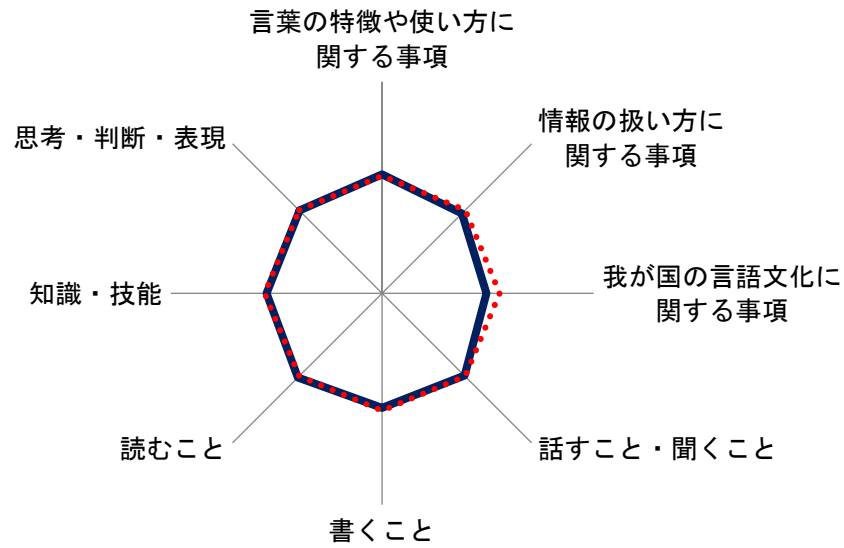 言葉の特徴や使い方に
関する事項
情報の扱い方に
関する事項
我が国の言語文化に
関する事項
話すこと・聞くこと
書くこと
読むこと
知識・技能
思考・判断・表現